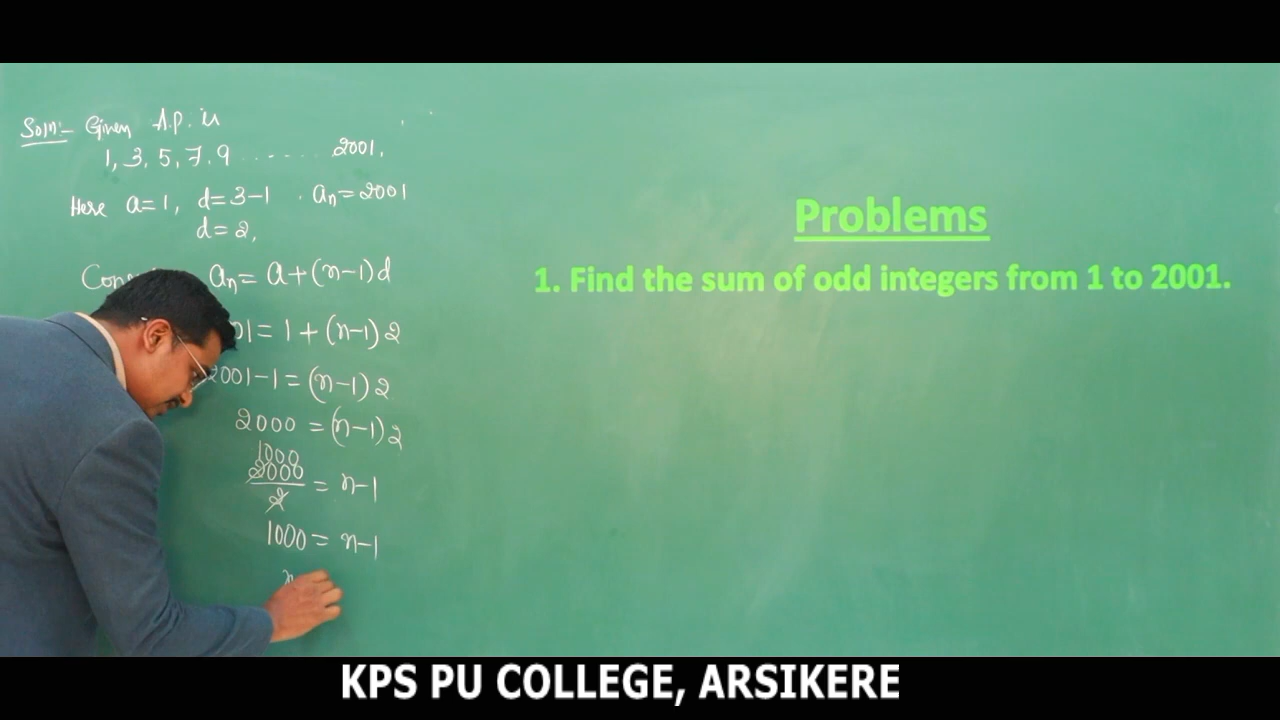 Soln:- Given A.P. is
1, 3, 5, 7, 9 ....... 2001,
Here a=1, d=3-1 . an=2001
d=2,
an= a+(n-1)d
01= 1+(n-1)2
2001-1=(n-1)2
2000 =(n-1)2
1000
2000/2 = n-1
1000= n-1
n
Problems
1. Find the sum of odd integers from 1 to 2001.
KPS PU COLLEGE, ARSIKERE